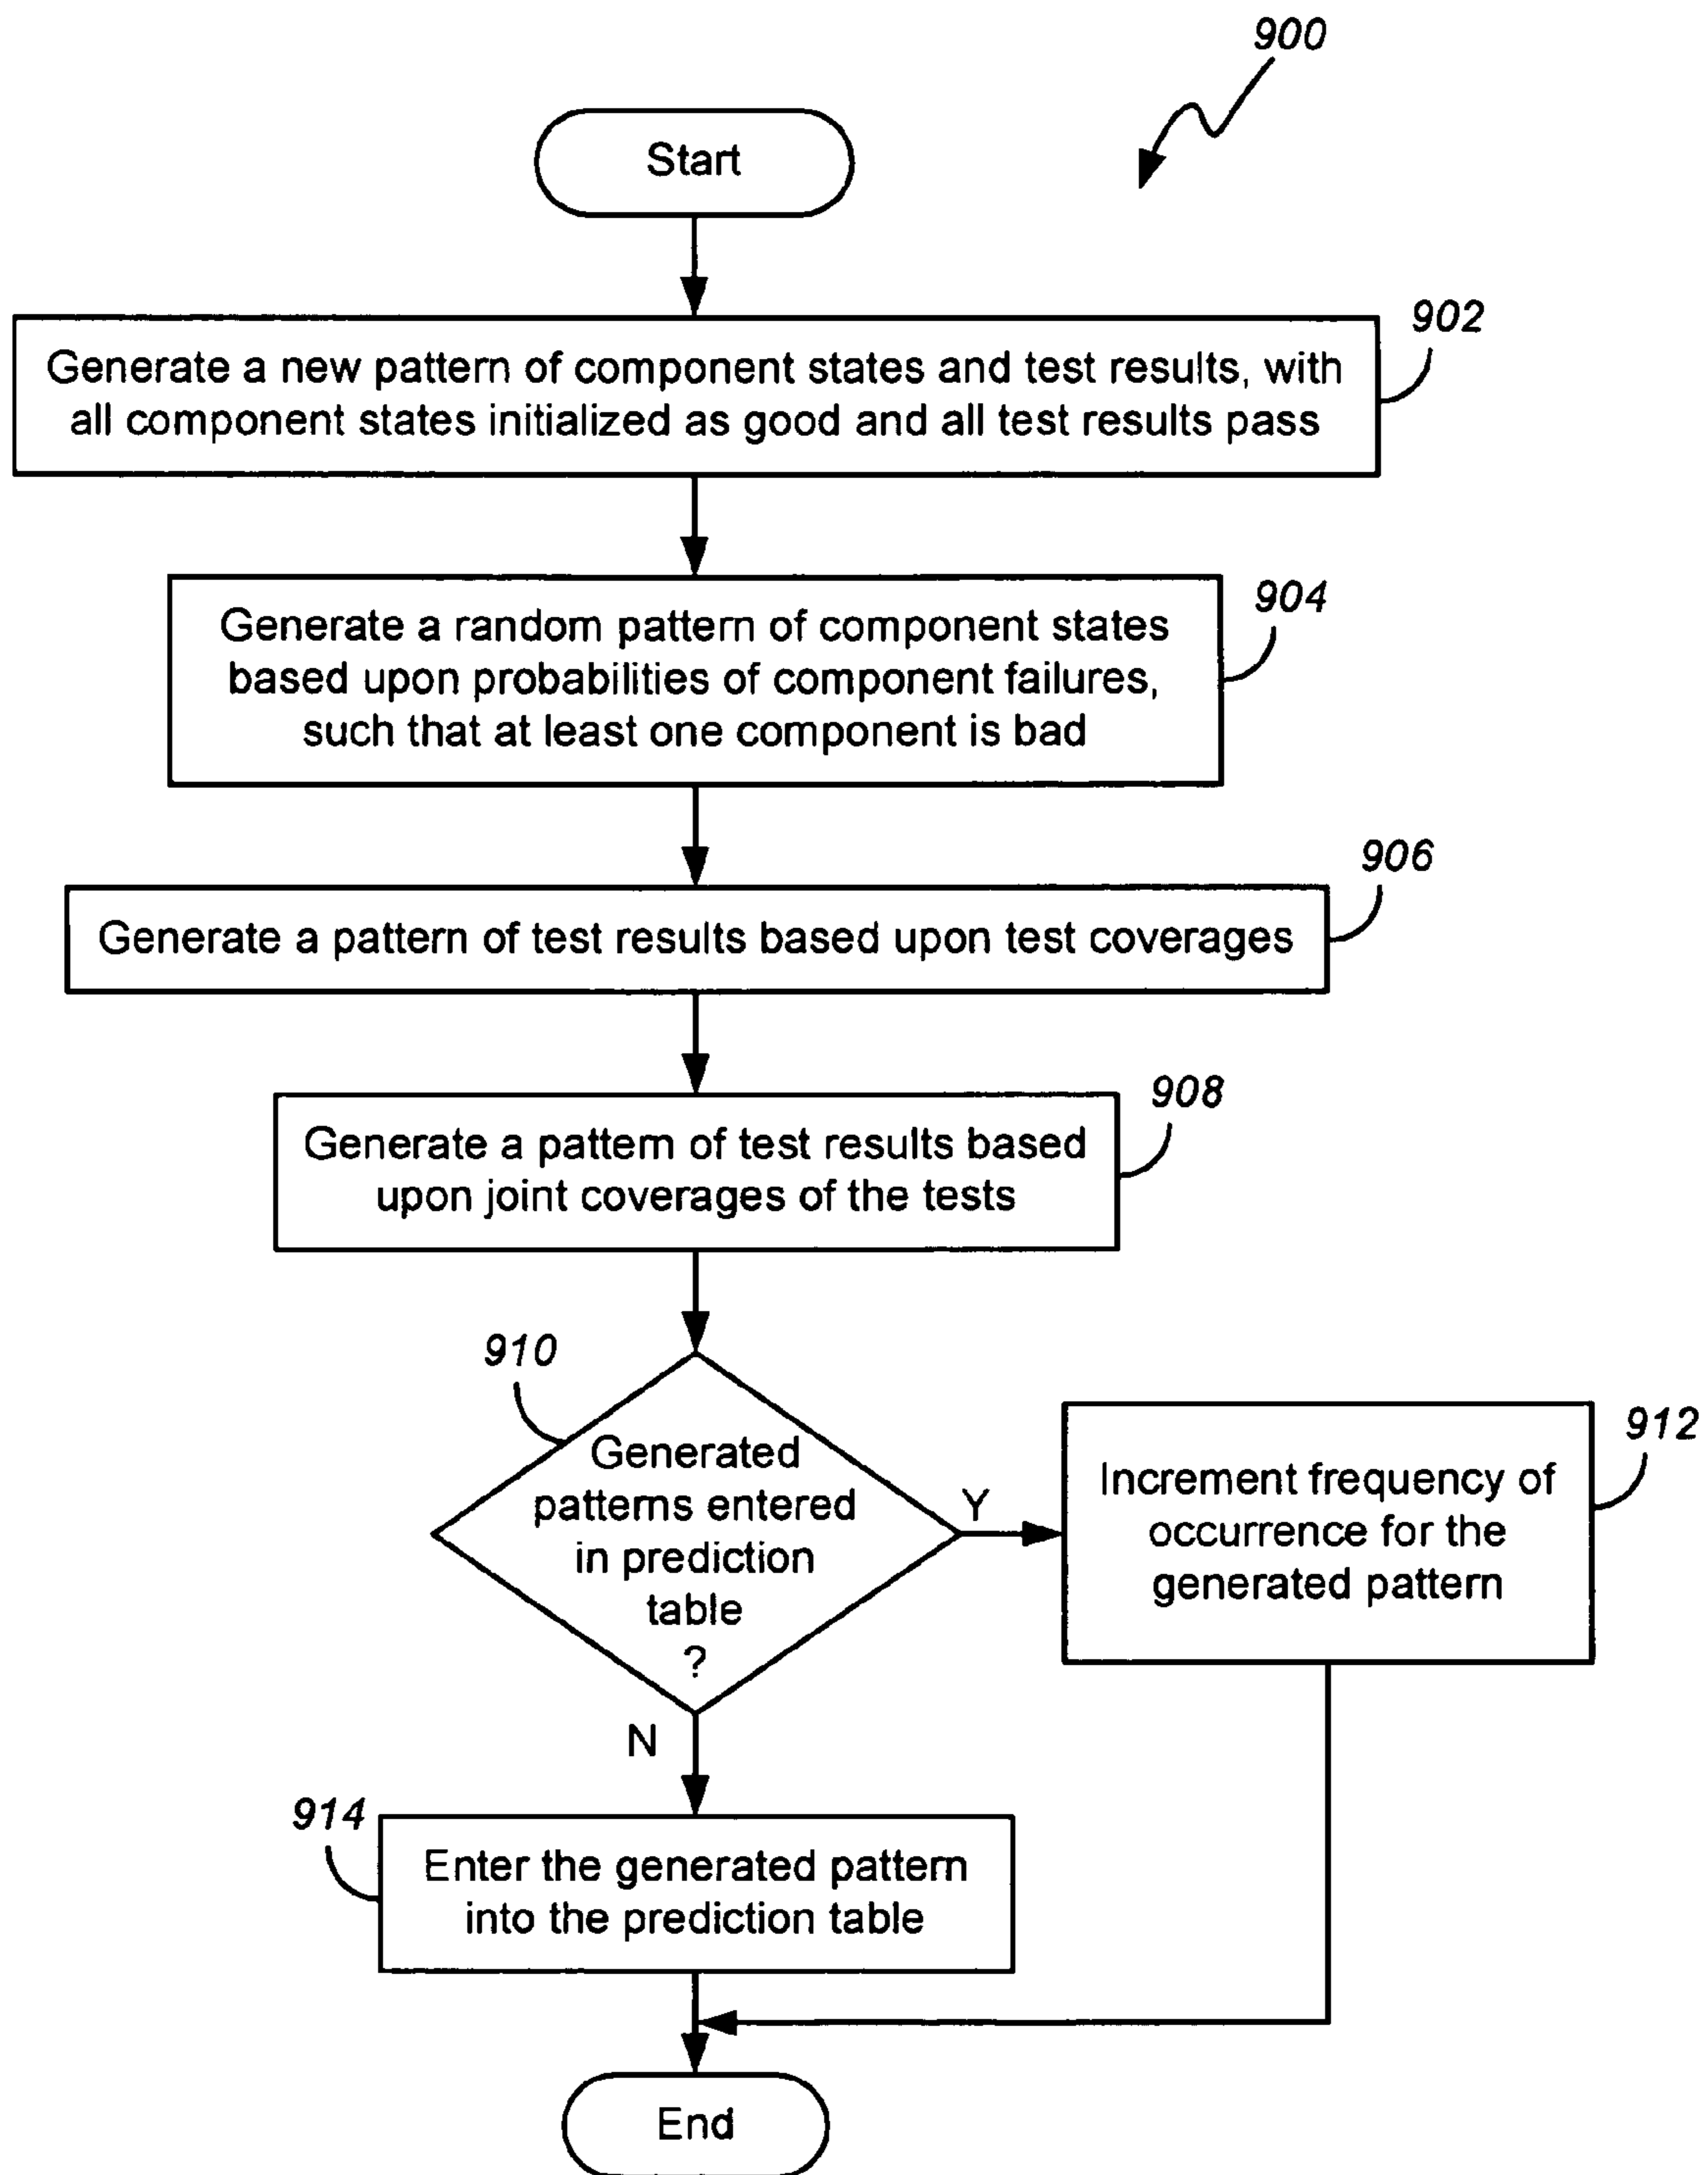 900
Start
902
Generate a new pattern of component states and test results, with
all component states initialized as good and all test results pass
904
Generate a random pattern of component states
based upon probabilities of component failures,
such that at least one component is bad
906
Generate a pattern of test results based upon test coverages
908
Generate a pattern of test results based
upon joint coverages of the tests
910
Generated
patterns entered
in prediction
table
?
Y
912
Increment frequency of
occurrence for the
generated pattern
N
914
Enter the generated pattern
into the prediction table
End